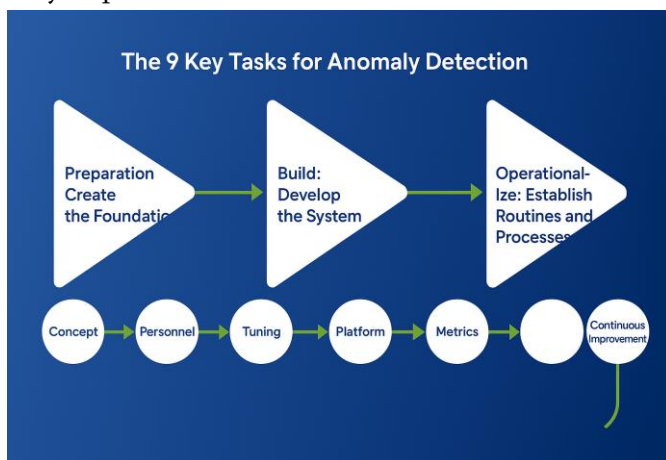 The 9 Key Tasks for Anomaly Detection
Preparation
Create
the Foundatio
Build:
Develop
the System
Operational-
Ize: Establish
Routines and
Processes
Concept
Personnel
Tuning
Platform
Metrics
Continuous
Improvement